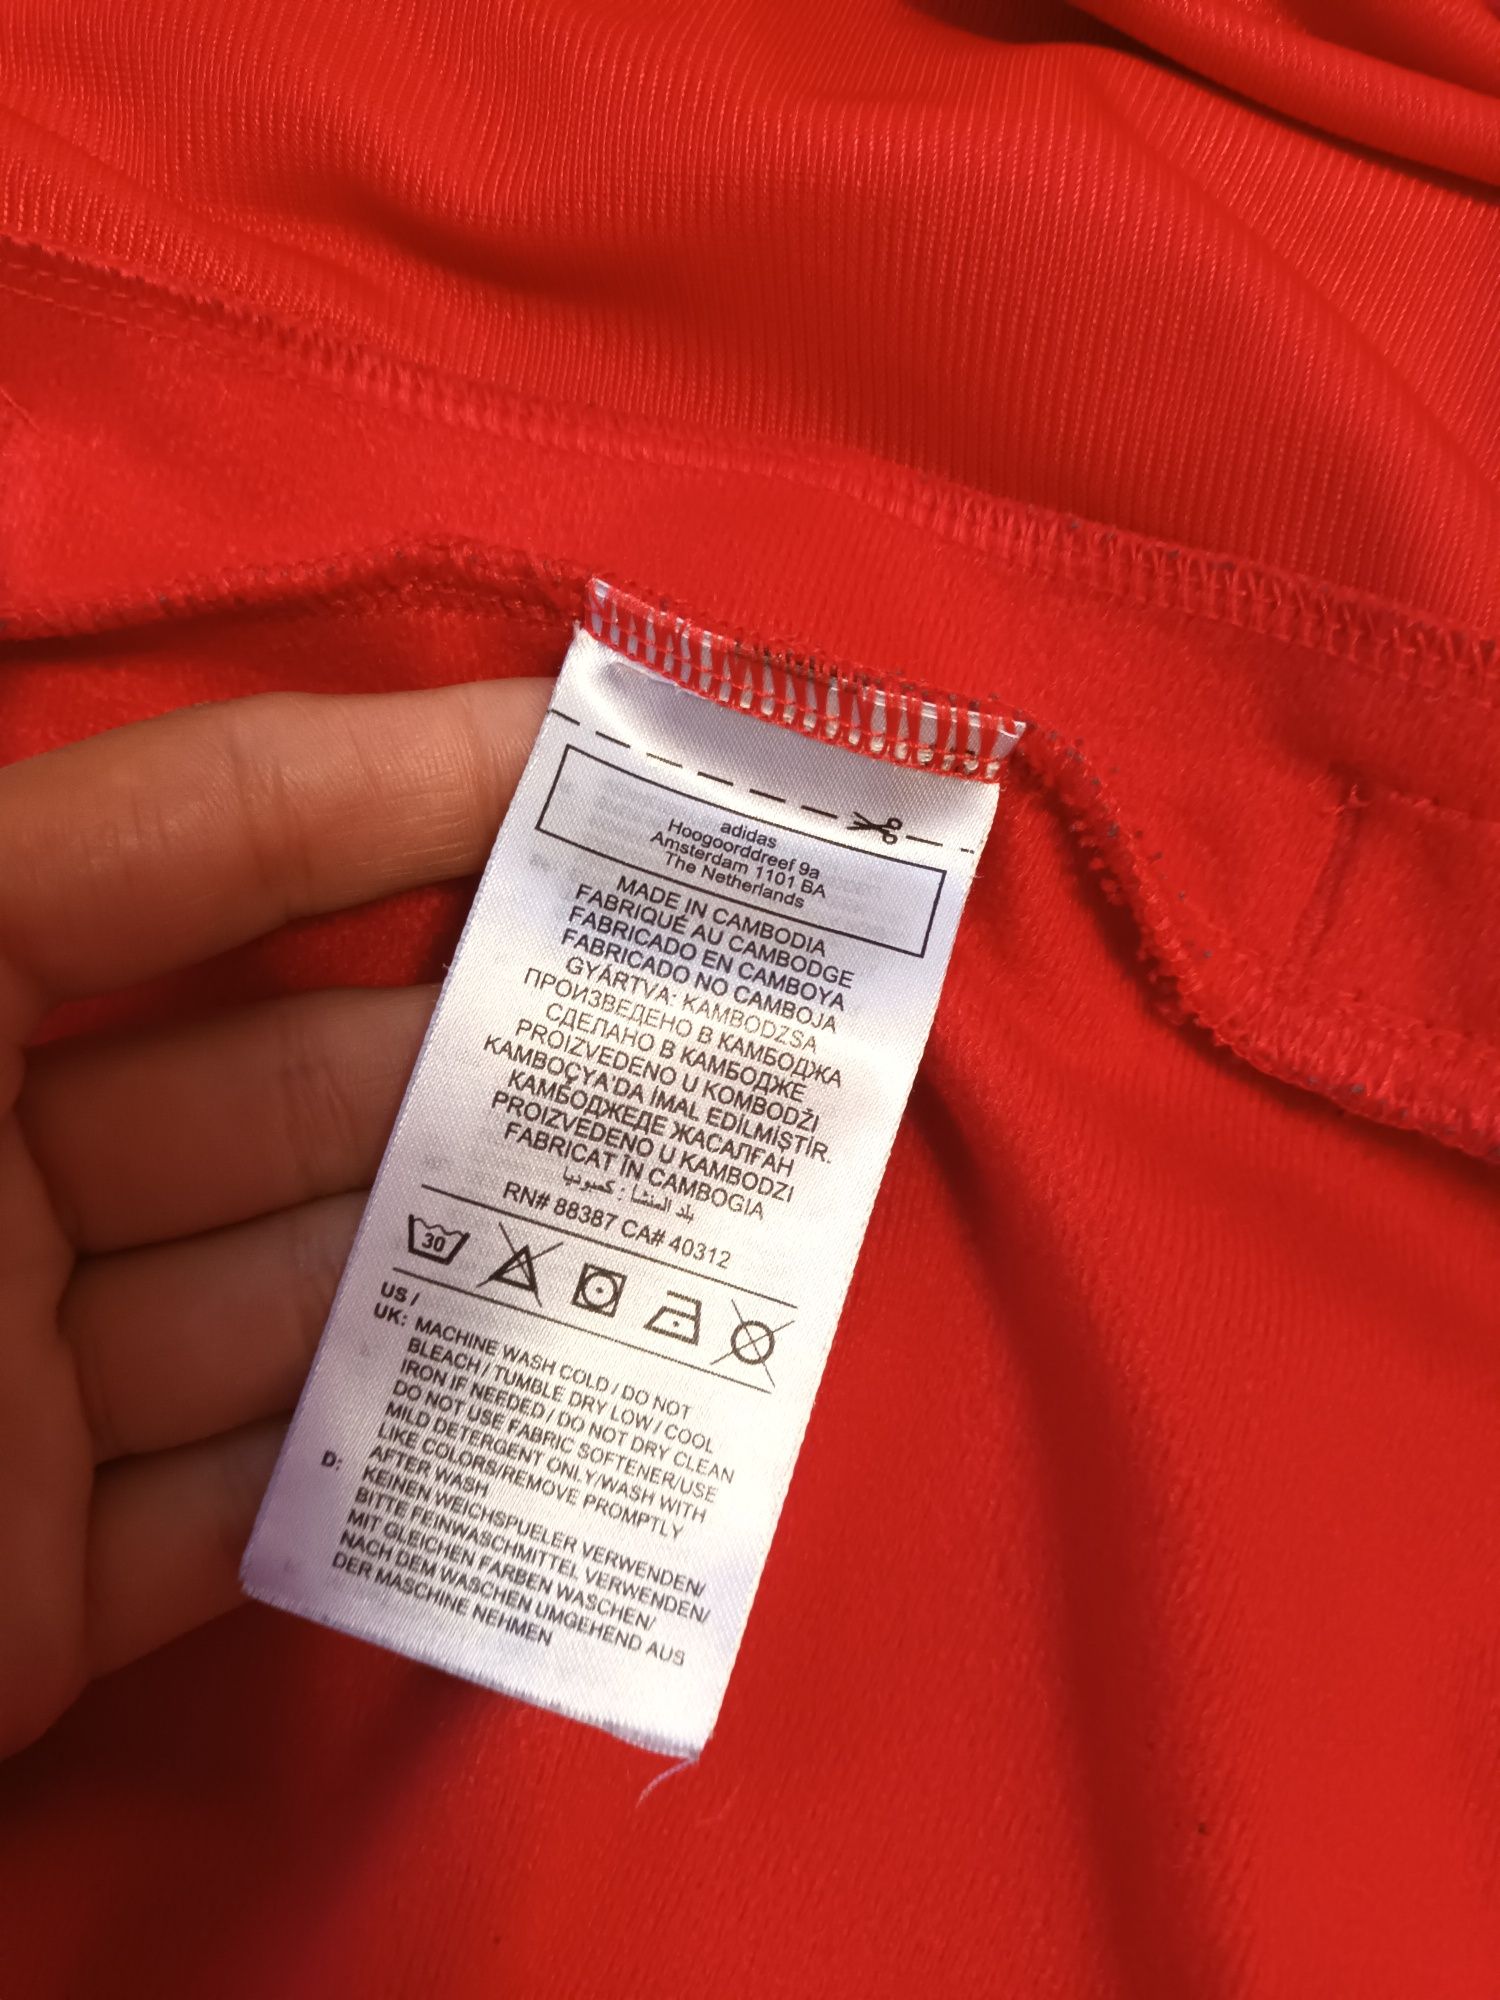 adidas
Hoogoorddreef 9a
Amsterdam 1101 BA
The Netherlands
MADE IN CAMBODIA
FABRIQUÉ AU CAMBODGE
FABRICADO EN CAMBOYA
FABRICADO NO CAMBOJA
GYÁRTVA: KAMBODZSA
ПРОИЗВЕДЕНО В КАМБОДЖА
СДЕЛАНО В КАМБОДЖЕ
PROIZVEDENO U KOMBODŽI
KAMBOÇYA'DA IMAL EDİLMİŞTİR.
КАМБОДЖЕДЕ ЖАСАЛҒАН
PROIZVEDENO U KAMBODZI
FABRICAT ÎN CAMBOGIA
بلد المنشأ : كمبوديا
RN# 88387 CA# 40312
30
US /
UK: MACHINE WASH COLD / DO NOT
BLEACH / TUMBLE DRY LOW / COOL
IRON IF NEEDED / DO NOT DRY CLEAN
DO NOT USE FABRIC SOFTENER/USE
MILD DETERGENT ONLY/WASH WITH
LIKE COLORS/REMOVE PROMPTLY
AFTER WASH
D: KEINEN WEICHSPUELER VERWENDEN/
BITTE FEINWASCHMITTEL VERWENDEN/
MIT GLEICHEN FARBEN WASCHEN/
NACH DEM WASCHEN UMGEHEND AUS
DER MASCHINE NEHMEN